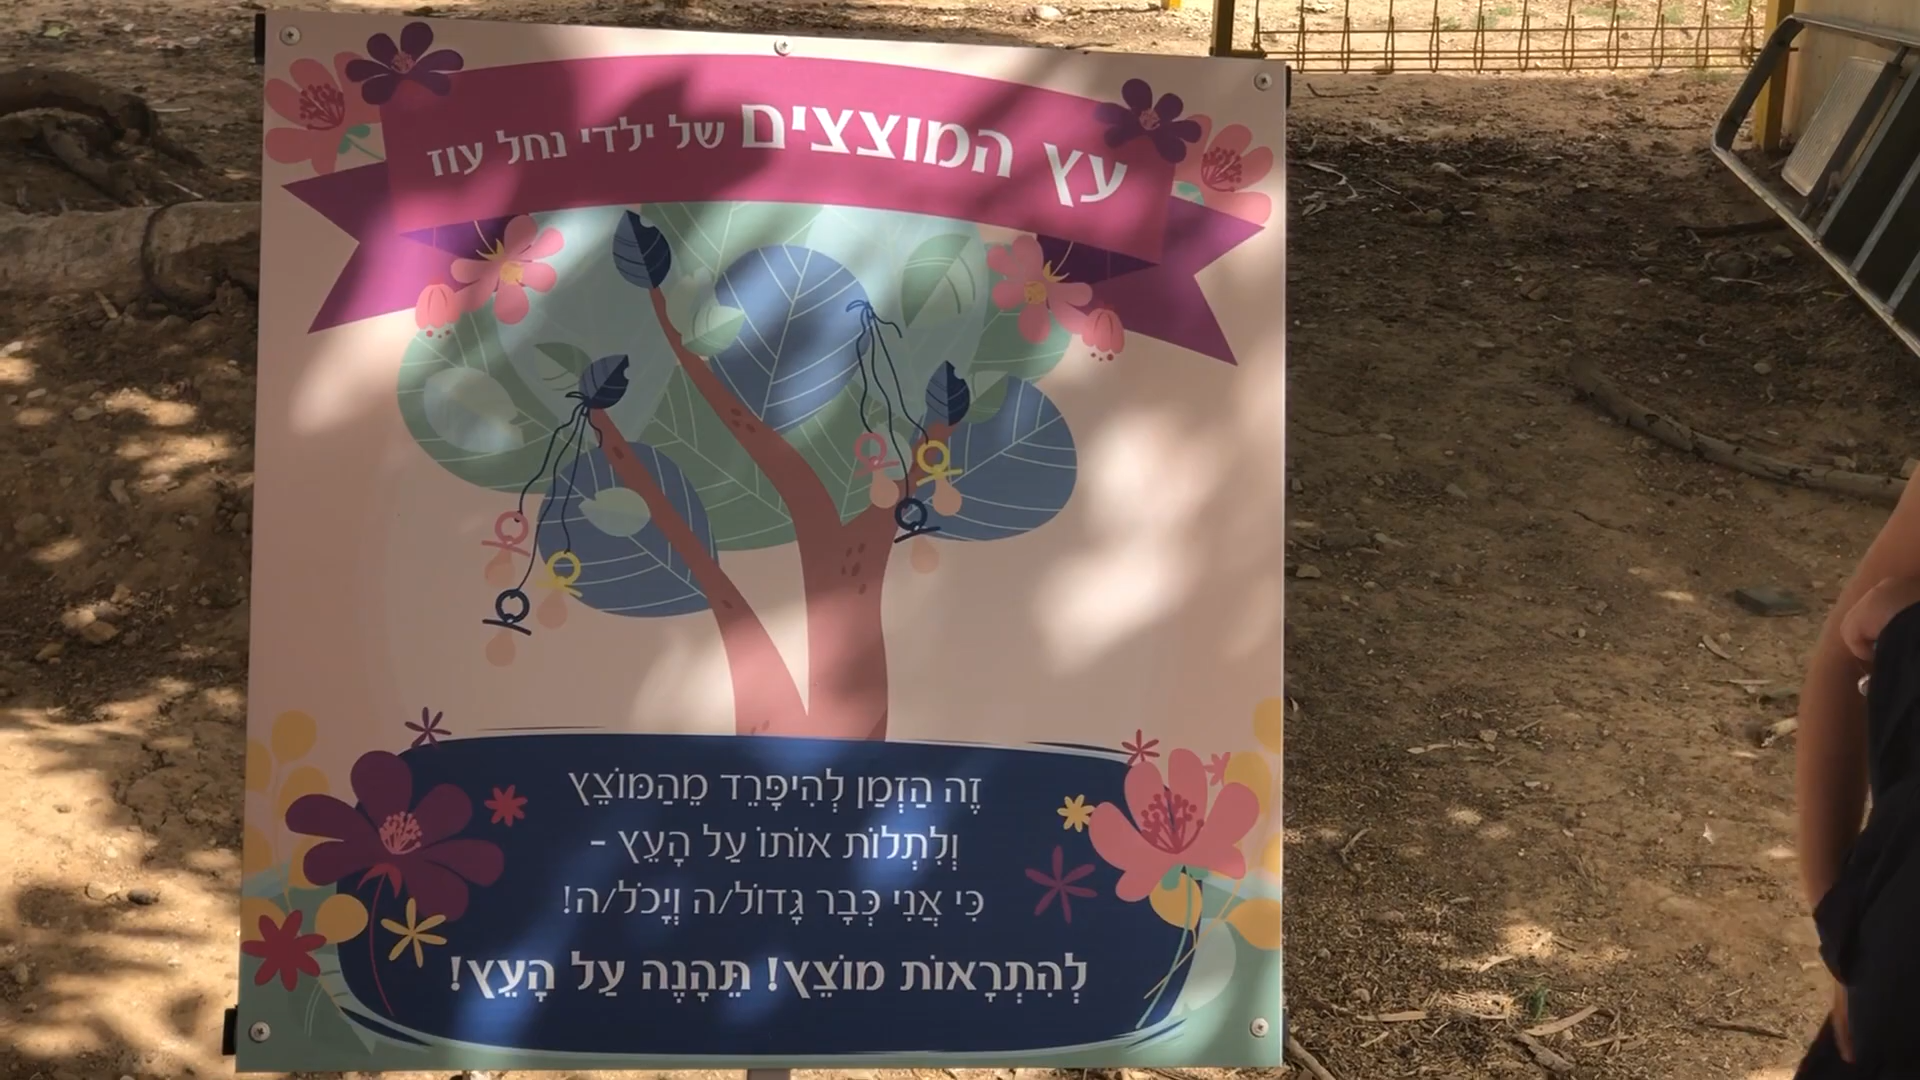 עץ המוצצים של ילדי נחל עוז
זֶה הַזְּמַן לְהִיפָּרֵד מֵהַמּוֹצֵץ
וְלִתְלוֹת אוֹתוֹ עַל הָעֵץ -
כִּי אֲנִי כְּבָר גָּדוֹל/ה וְיָכֹל/ה!
לְהִתְרָאוֹת מוֹצֵץ! תֵּהָנֶה עַל הָעֵץ!